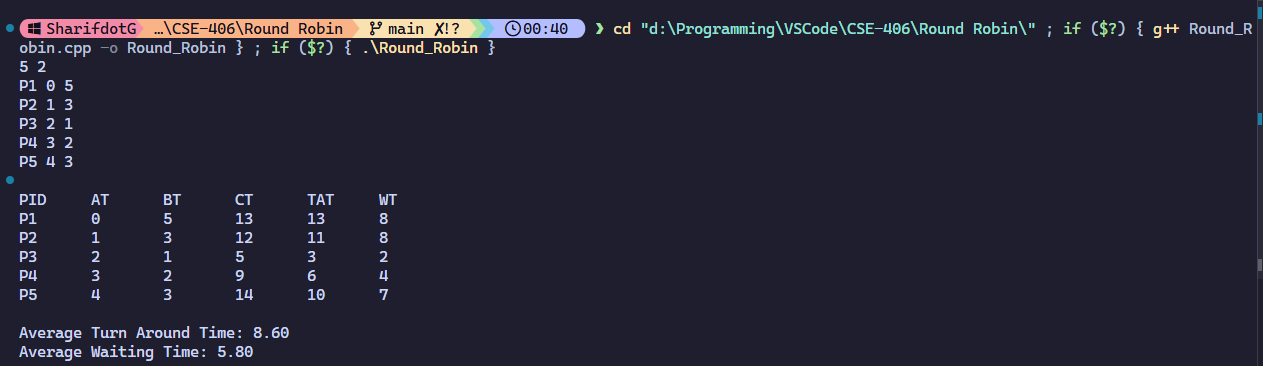 SharifdotG …\CSE-406\Round Robin main ✗!? 00:40 ❯ cd "d:\Programming\VSCode\CSE-406\Round Robin\" ; if ($?) { g++ Round_R
obin.cpp -o Round_Robin } ; if ($?) { .\Round_Robin }
5 2
P1 0 5
P2 1 3
P3 2 1
P4 3 2
P5 4 3
PID AT BT CT TAT WT
P1 0 5 13 13 8
P2 1 3 12 11 8
P3 2 1 5 3 2
P4 3 2 9 6 4
P5 4 3 14 10 7
Average Turn Around Time: 8.60
Average Waiting Time: 5.80